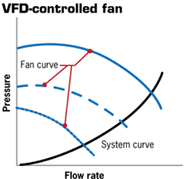 VFD-controlled fan
Fan curve
Pressure
System curve
Flow rate